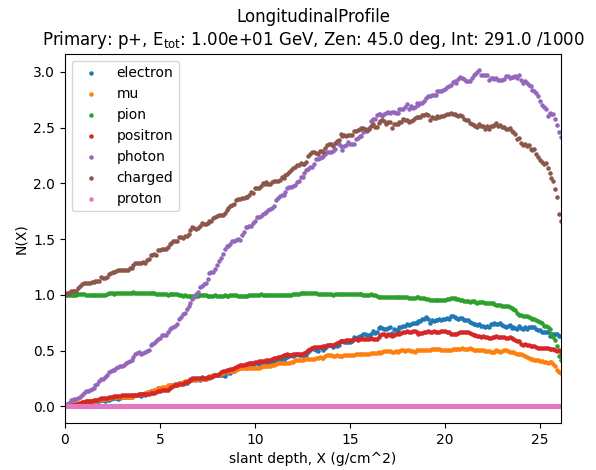 LongitudinalProfile
Primary: p+, E_tot: 1.00e+01 GeV, Zen: 45.0 deg, Int: 291.0 /1000
electron
mu
pion
positron
photon
charged
proton
3.0
2.5
2.0
1.5
1.0
0.5
0.0
N(X)
0 5 10 15 20 25
slant depth, X (g/cm^2)